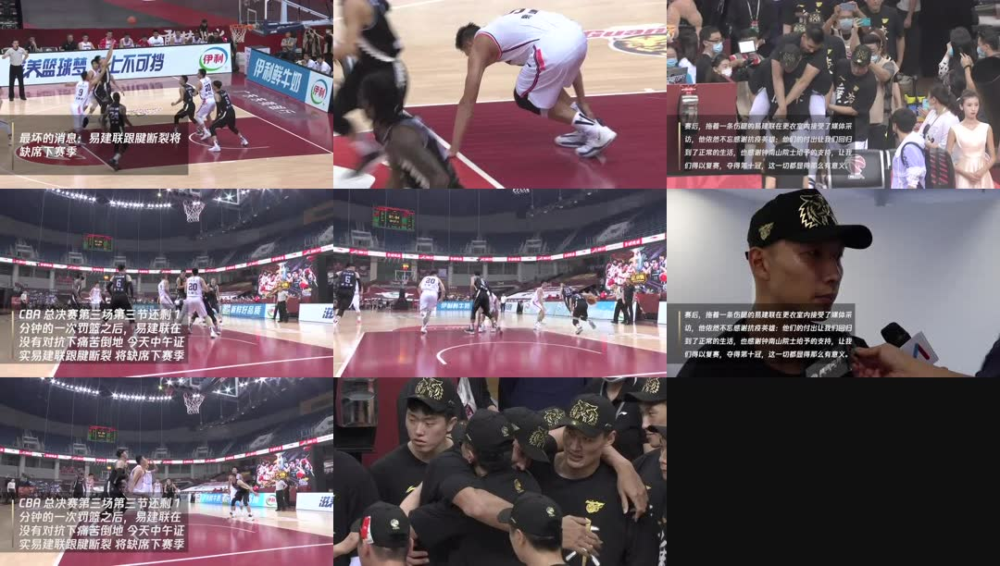 养篮球梦
上不可挡
伊利
伊利鲜牛奶
伊利
最坏的消息：易建联跟腱断裂将
缺席下赛季
赛后，拖着一条伤腿的易建联在更衣室内接受了媒体采
访，他依然不忘感谢抗疫英雄：他们的付出让我们回归
到了正常的生活，也感谢钟南山院士给予的支持，让我
们得以复赛，夺得第十冠，这一切都显得那么有意义。
CBA 总决赛第三场第三节还剩 1
分钟的一次罚篮之后，易建联在
没有对抗下痛苦倒地 今天中午证
实易建联跟腱断裂 将缺席下赛季
20
20
伊利鲜牛奶
赛后，拖着一条伤腿的易建联在更衣室内接受了媒体采
访，他依然不忘感谢抗疫英雄：他们的付出让我们回归
到了正常的生活，也感谢钟南山院士给予的支持，让我
们得以复赛，夺得第十冠，这一切都显得那么有意义。
CBA 总决赛第三场第三节还剩 1
分钟的一次罚篮之后，易建联在
没有对抗下痛苦倒地 今天中午证
实易建联跟腱断裂 将缺席下赛季